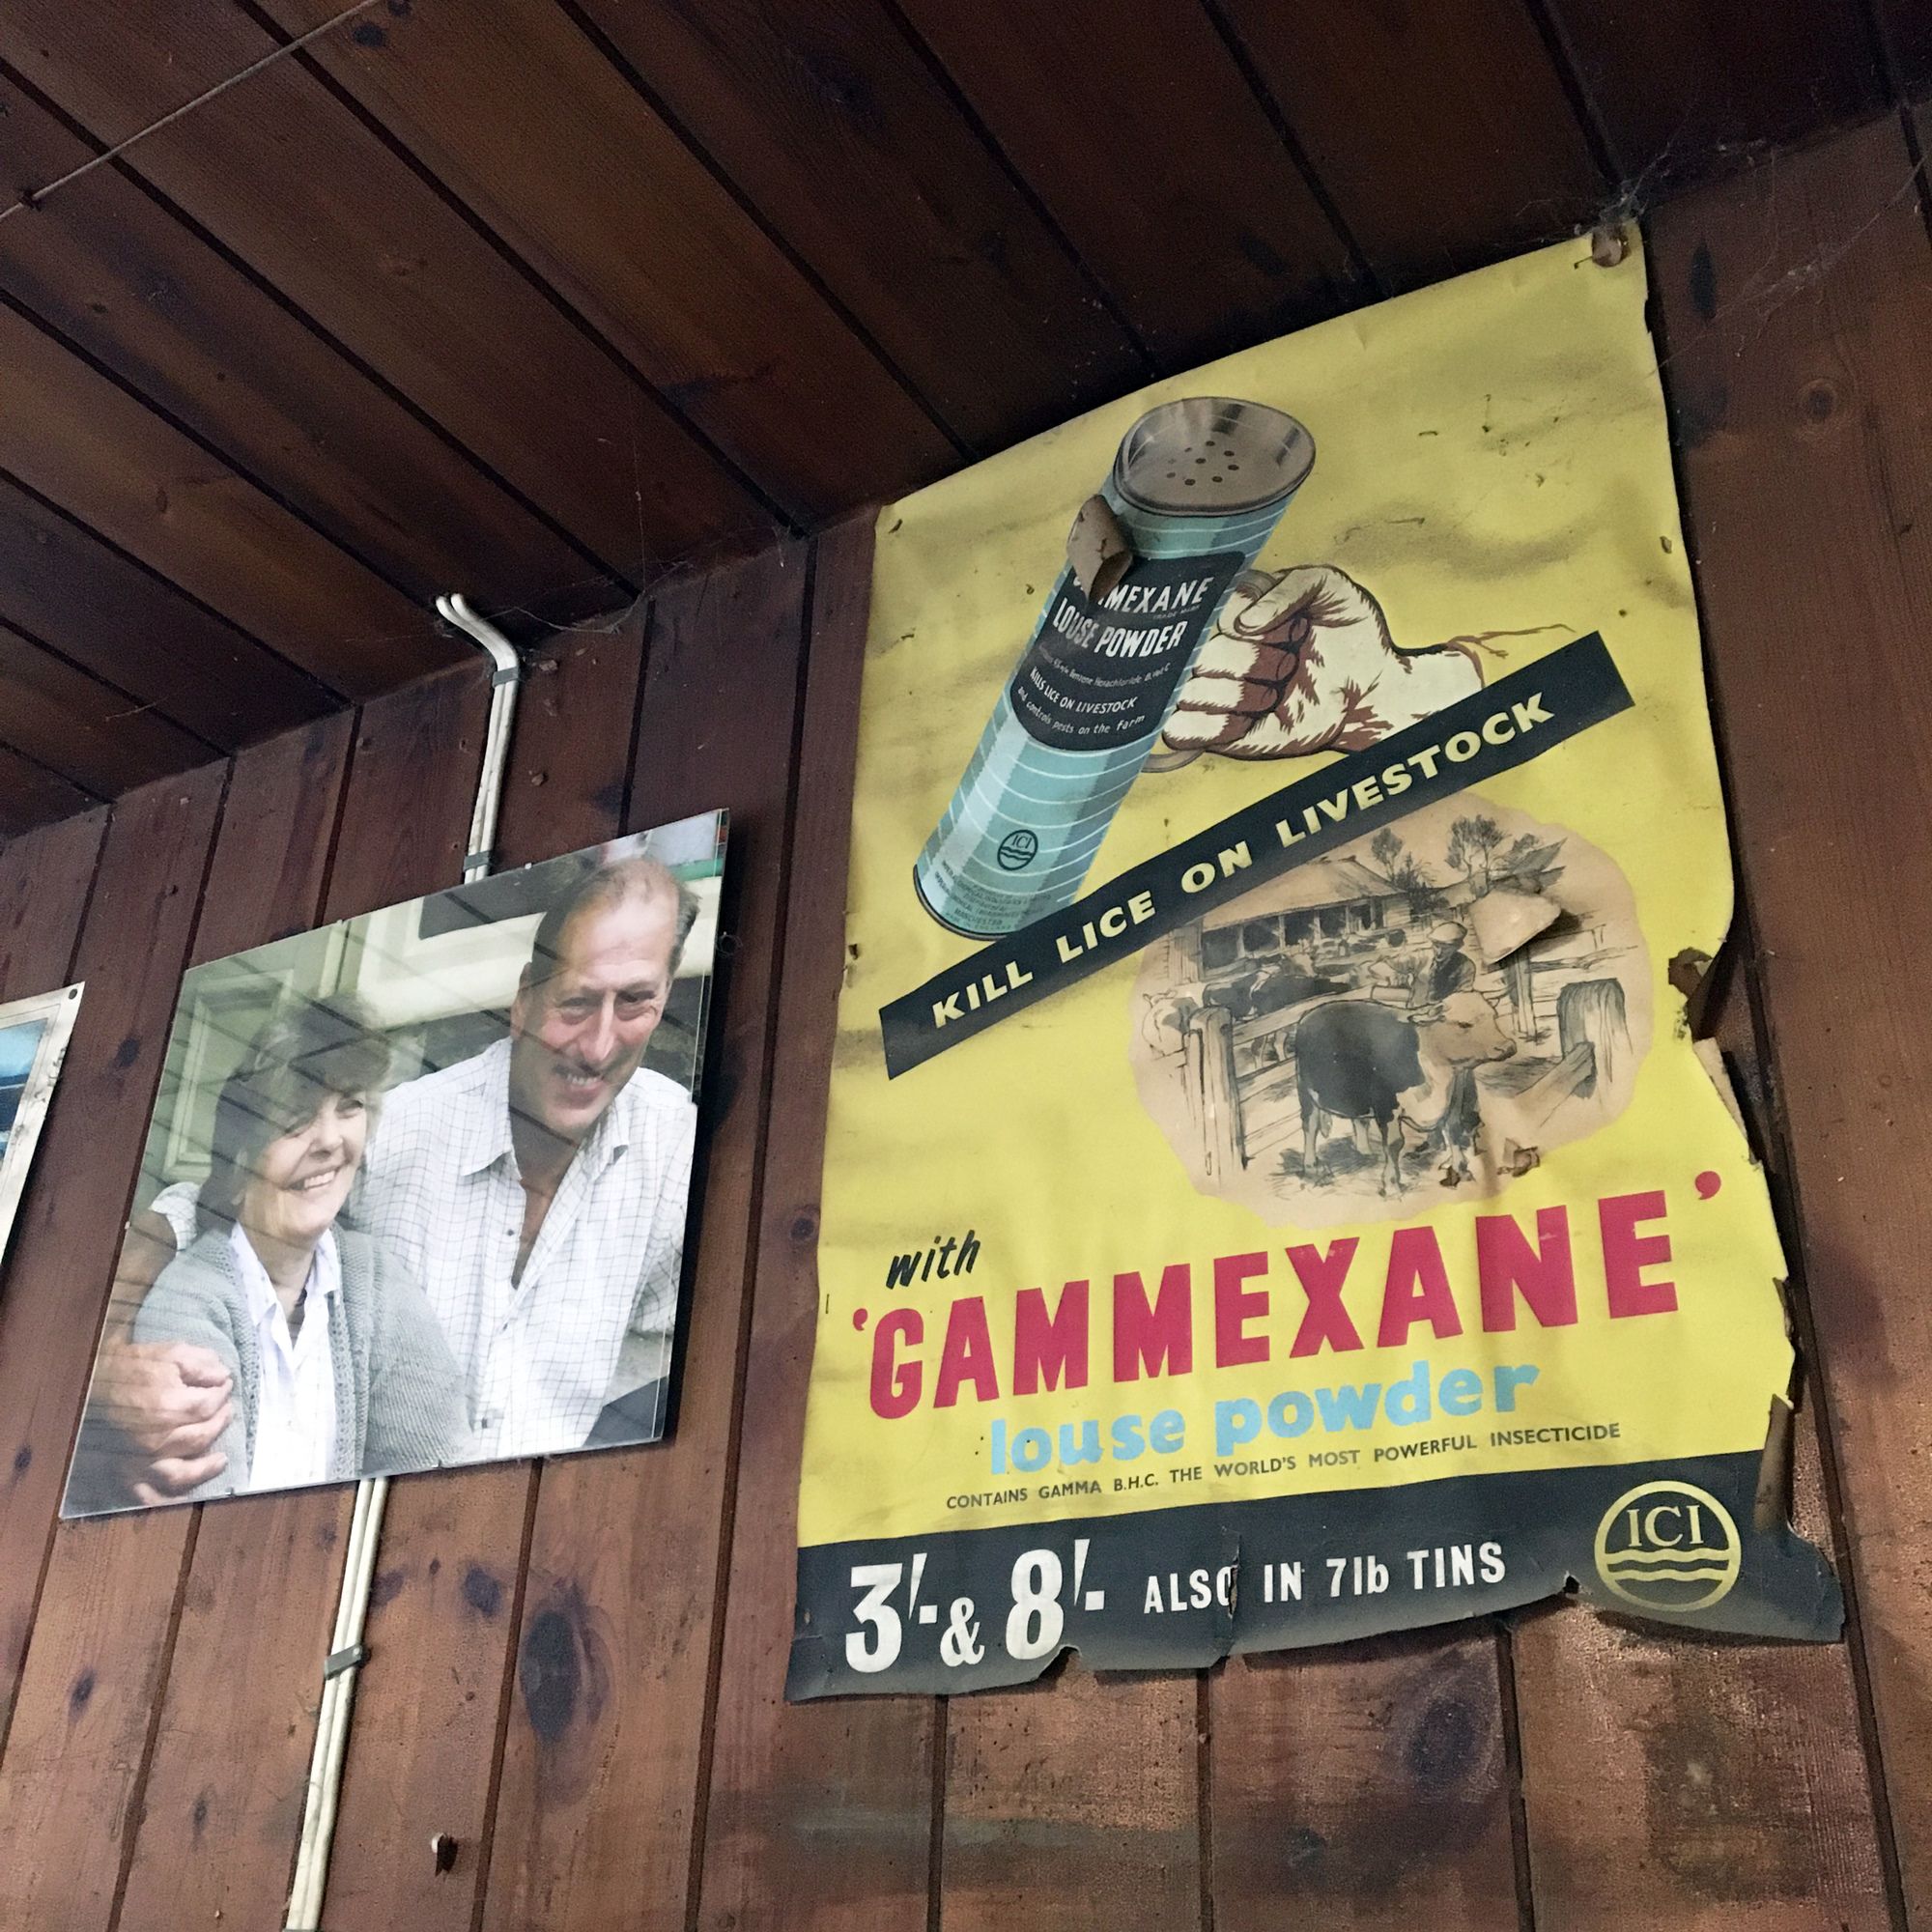 MEXANE
LOUSE POWDER
KILLS LICE ON LIVESTOCK
and controls pests on the farm
ICI
MANCHESTER
KILL LICE ON LIVESTOCK
with
'GAMMEXANE'
louse powder
CONTAINS GAMMA B.H.C. THE WORLD'S MOST POWERFUL INSECTICIDE
3/- & 8/- ALSO IN 7lb TINS
ICI